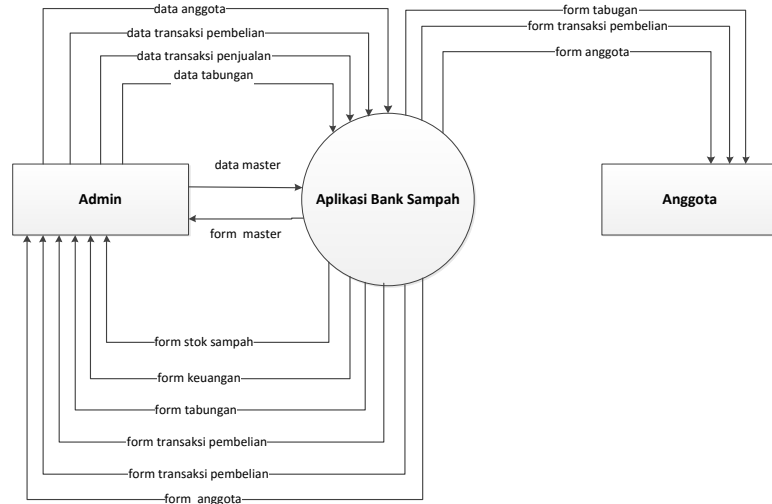 data anggota
data transaksi pembelian
data transaksi penjualan
data tabungan
form tabugan
form transaksi pembelian
form anggota
data master
Admin
Aplikasi Bank Sampah
Anggota
form master
form stok sampah
form keuangan
form tabungan
form transaksi pembelian
form transaksi pembelian
form anggota